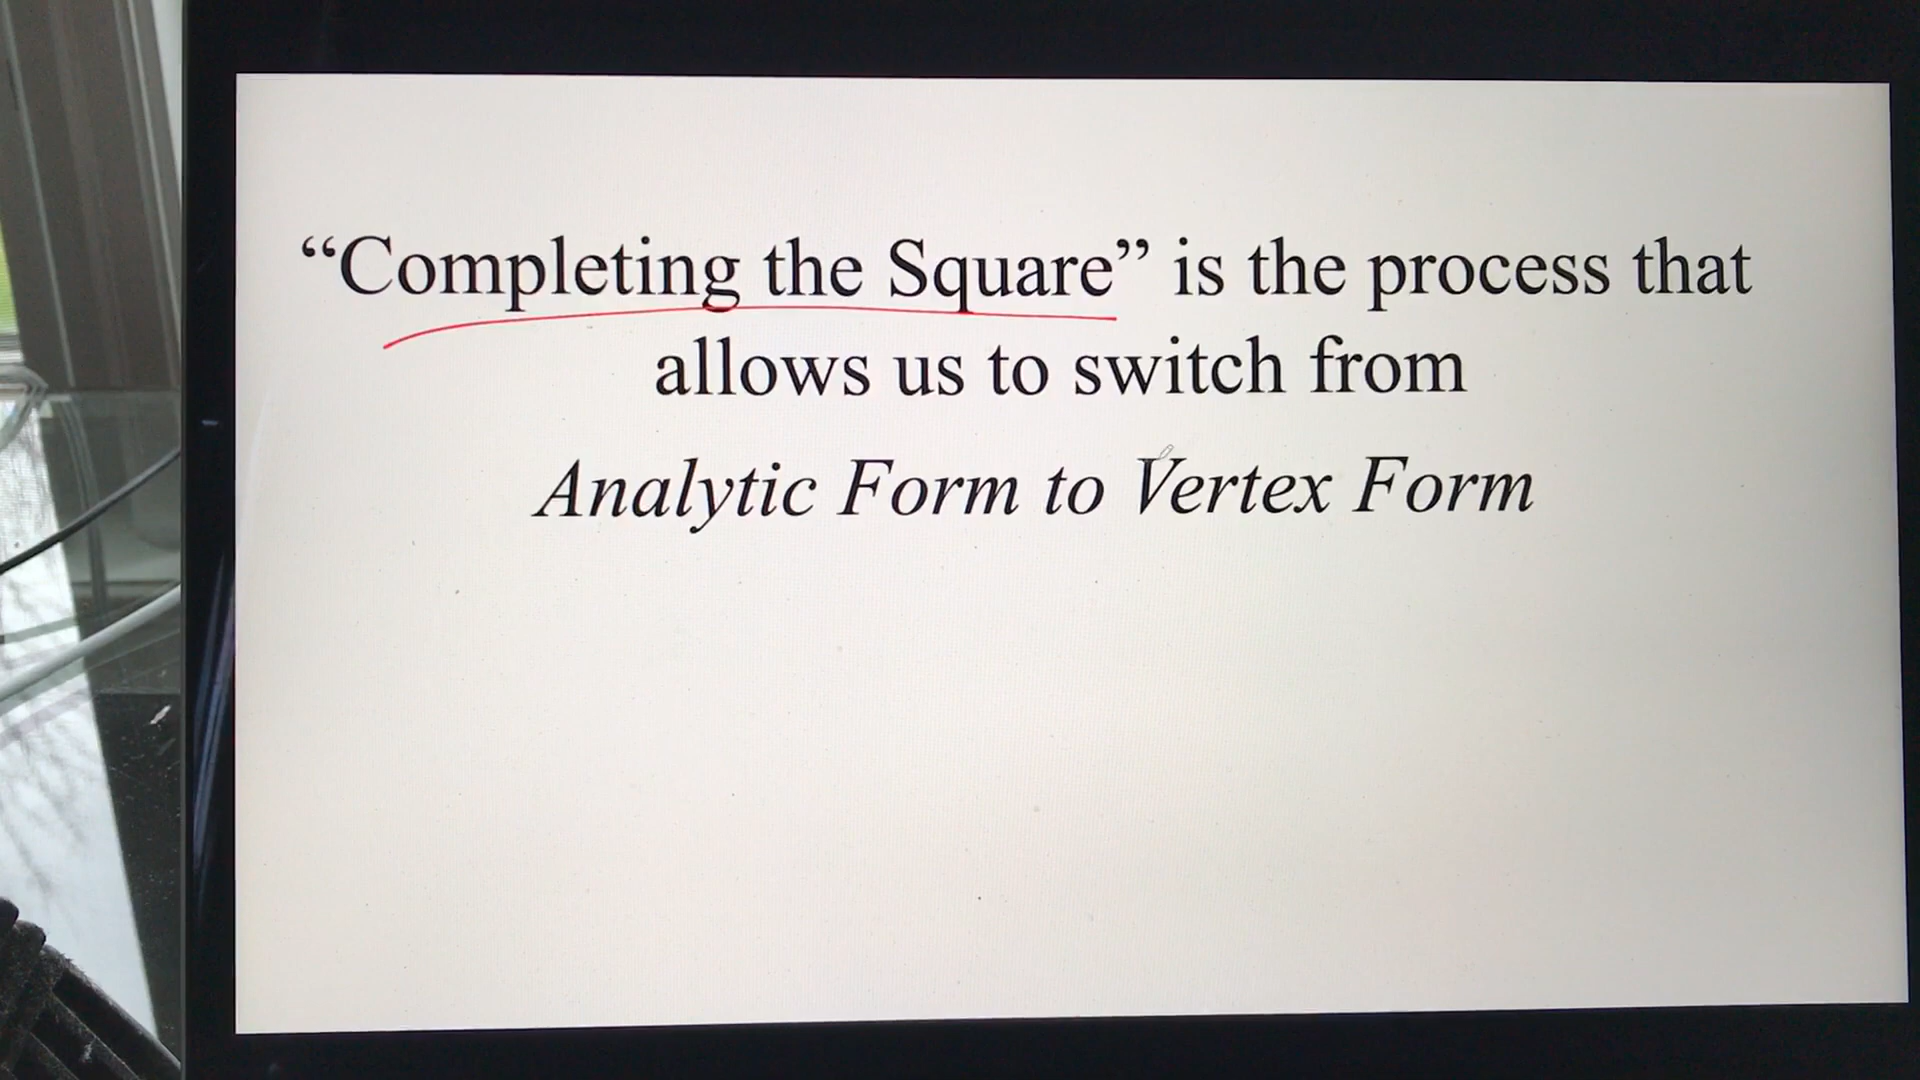 “Completing the Square” is the process that
allows us to switch from
Analytic Form to Vertex Form